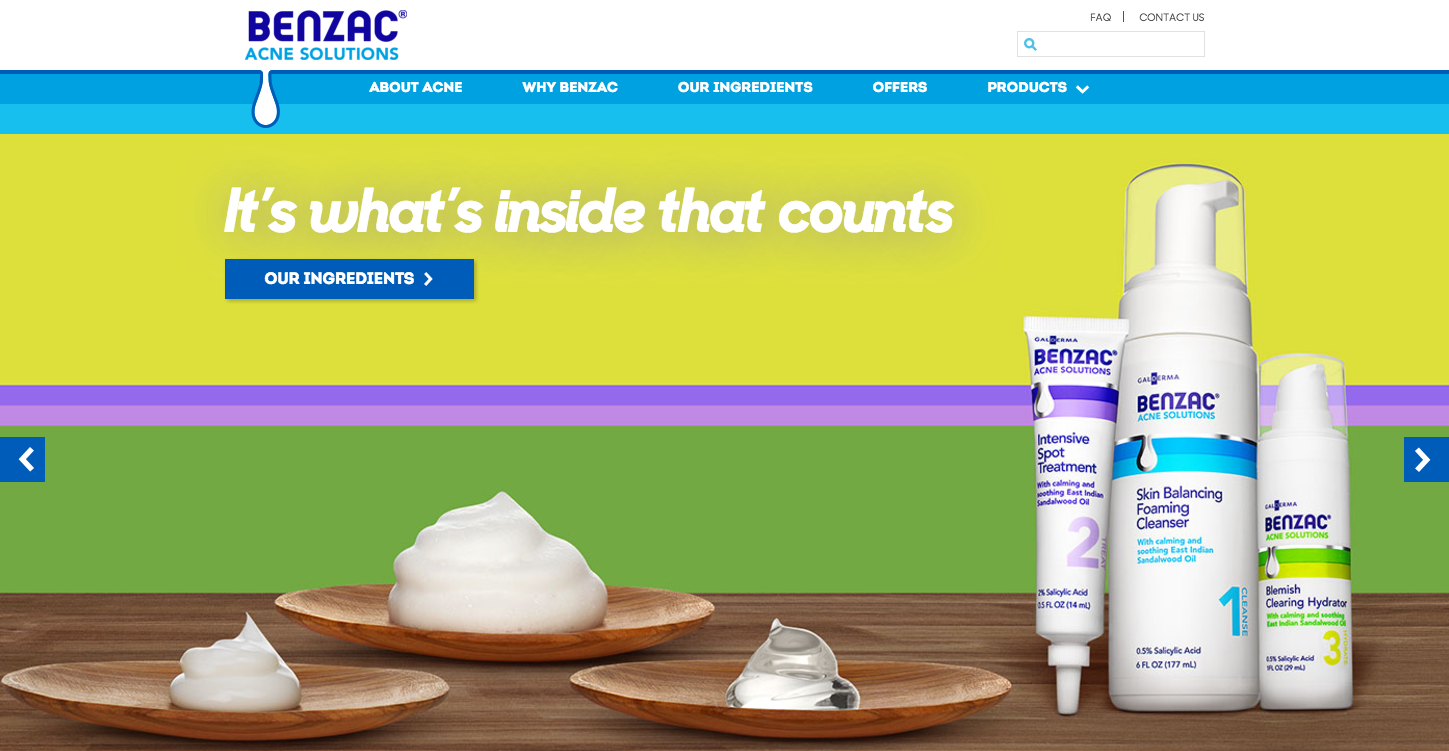 BENZAC®
ACNE SOLUTIONS
FAQ | CONTACT US
ABOUT ACNE WHY BENZAC OUR INGREDIENTS OFFERS PRODUCTS
It's what's inside that counts
OUR INGREDIENTS
GALDERMA
BENZAC®
ACNE SOLUTIONS
Intensive
Spot
Treatment
With calming and
soothing East Indian
Sandalwood Oil
2
TREAT
2% Salicylic Acid
0.5 FL OZ (14 mL)
GALDERMA
BENZAC®
ACNE SOLUTIONS
Skin Balancing
Foaming
Cleanser
With calming and
soothing East Indian
Sandalwood Oil
1
CLEANSE
0.5% Salicylic Acid
6 FL OZ (177 mL)
GALDERMA
BENZAC®
ACNE SOLUTIONS
Blemish
Clearing Hydrator
With calming and soothing
East Indian Sandalwood Oil
3
HYDRATE
0.5% Salicylic Acid
1FL OZ (29 mL)